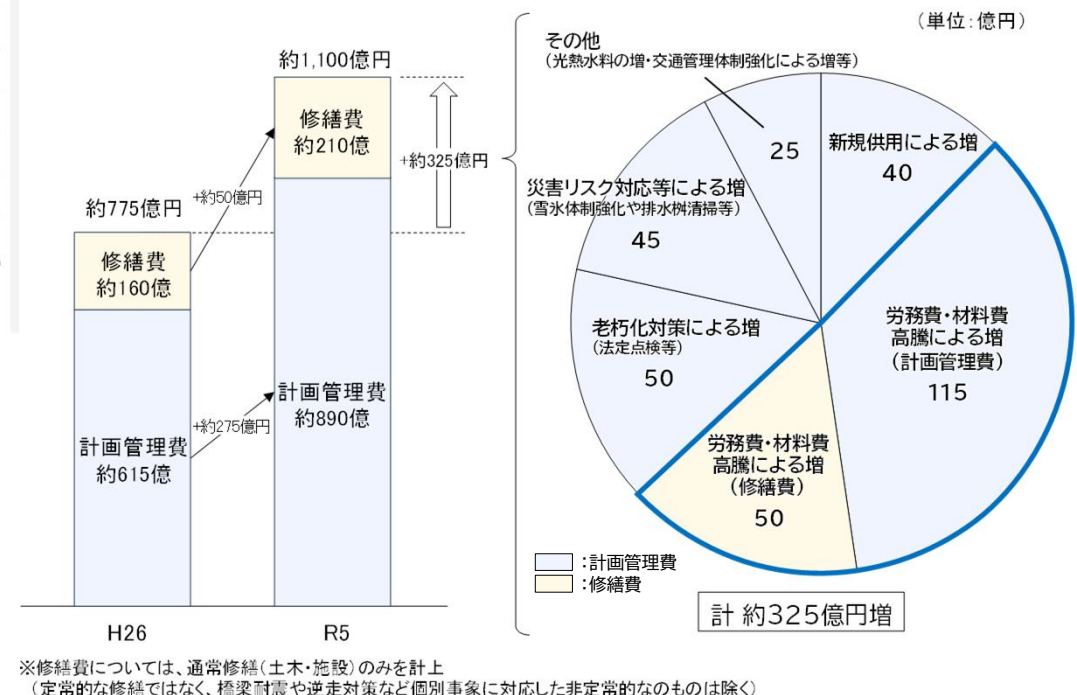 (単位:億円)
約1,100億円
修繕費
約210億
+約325億円
+約50億円
約775億円
修繕費
約160億
計画管理費
約890億
+約275億円
計画管理費
約615億
H26
R5
その他
(光熱水料の増・交通管理体制強化による増等)
25
新規供用による増
40
災害リスク対応等による増
(雪氷体制強化や排水桝清掃等)
45
労務費・材料費
高騰による増
(計画管理費)
115
老朽化対策による増
(法定点検等)
50
労務費・材料費
高騰による増
(修繕費)
50
:計画管理費
:修繕費
計 約325億円増
※修繕費については、通常修繕(土木・施設)のみを計上
(定常的な修繕ではなく、橋梁耐震や逆走対策など個別事象に対応した非定常的なのものは除く)